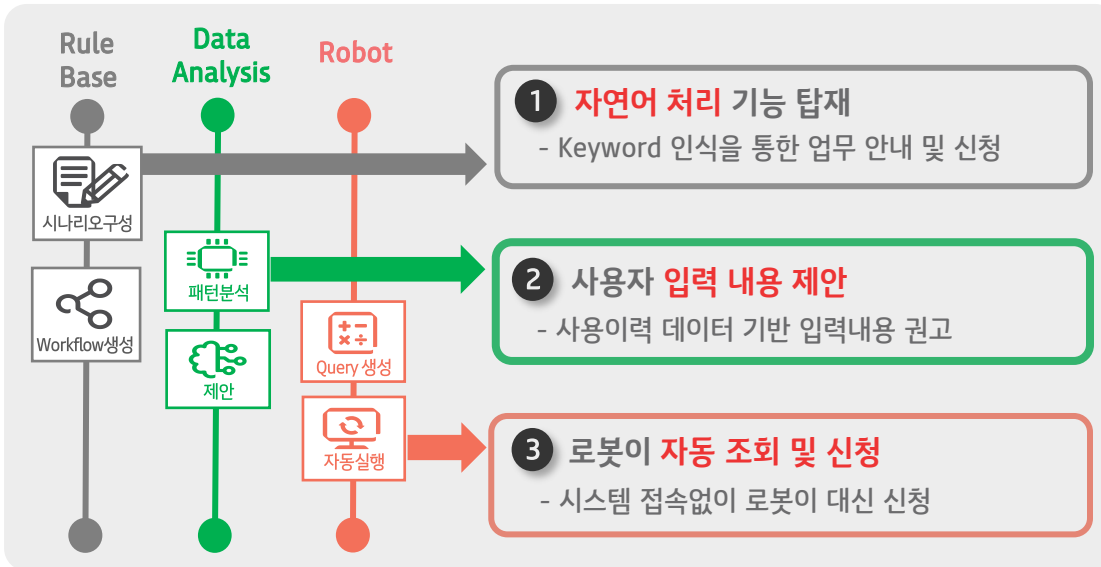 Rule
Base
Data
Analysis
Robot
시나리오구성
Workflow생성
패턴분석
제안
Query 생성
자동실행
1 자연어 처리 기능 탑재
- Keyword 인식을 통한 업무 안내 및 신청
2 사용자 입력 내용 제안
- 사용이력 데이터 기반 입력내용 권고
3 로봇이 자동 조회 및 신청
- 시스템 접속없이 로봇이 대신 신청